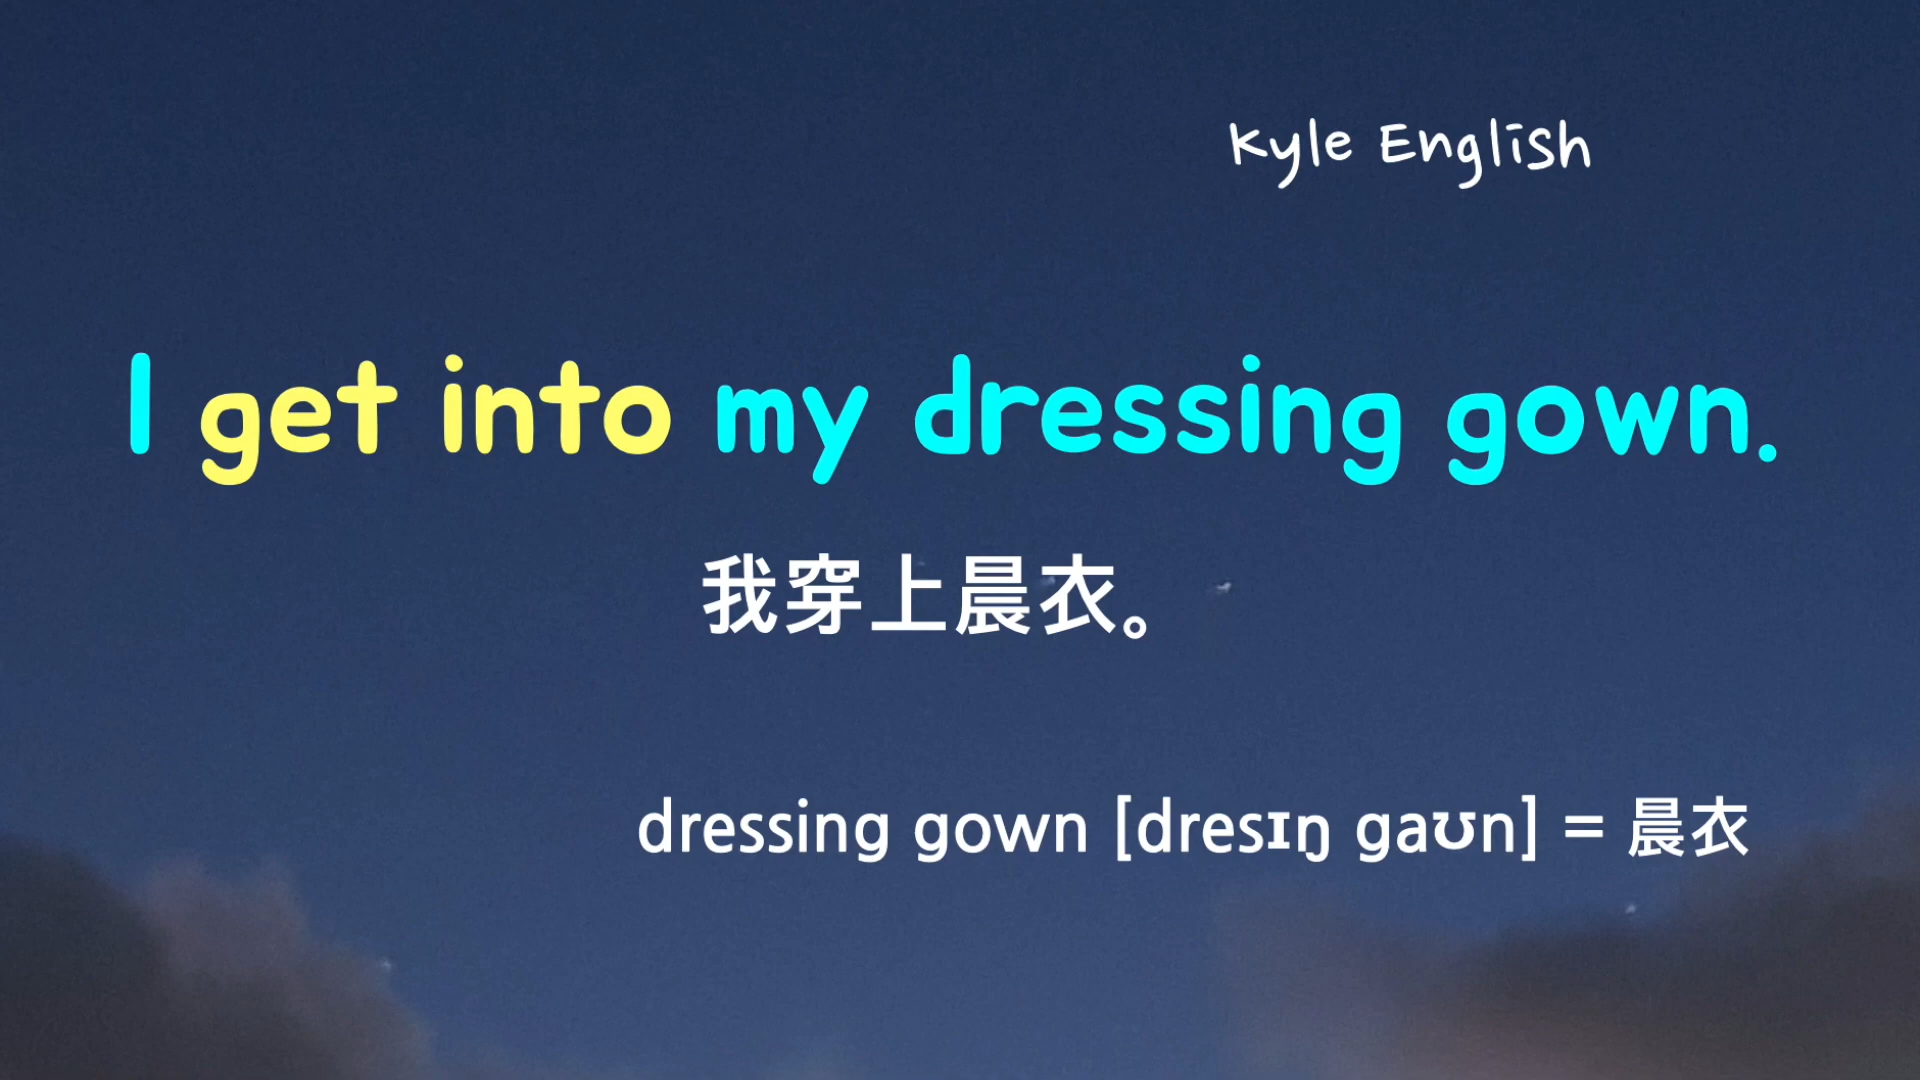 Kyle English
I get into my dressing gown.
我穿上晨衣。
dressing gown [dresɪŋ gaʊn] = 晨衣